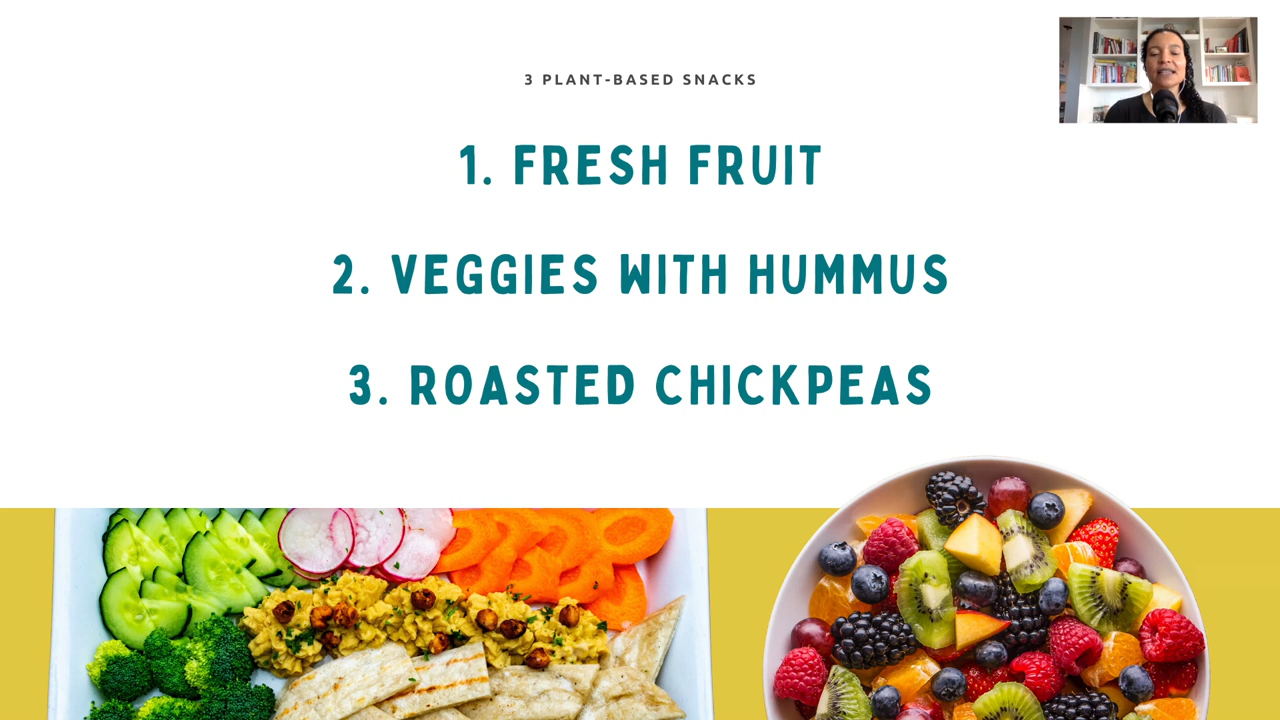 3 PLANT-BASED SNACKS
1. FRESH FRUIT
2. VEGGIES WITH HUMMUS
3. ROASTED CHICKPEAS